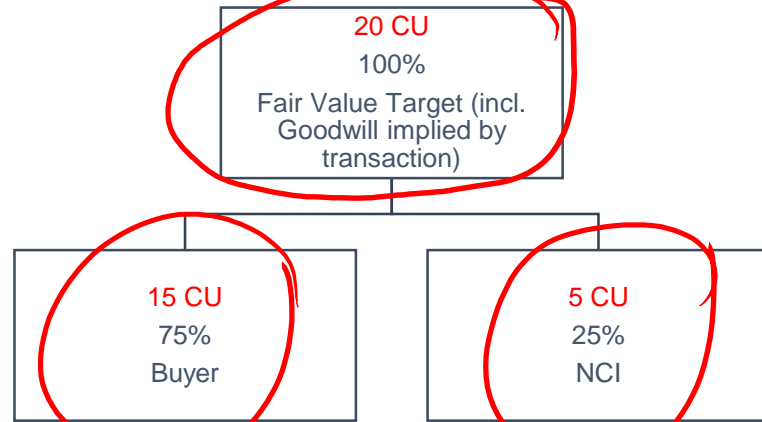 20 CU
100%
Fair Value Target (incl.
Goodwill implied by
transaction)
15 CU
75%
Buyer
5 CU
25%
NCI